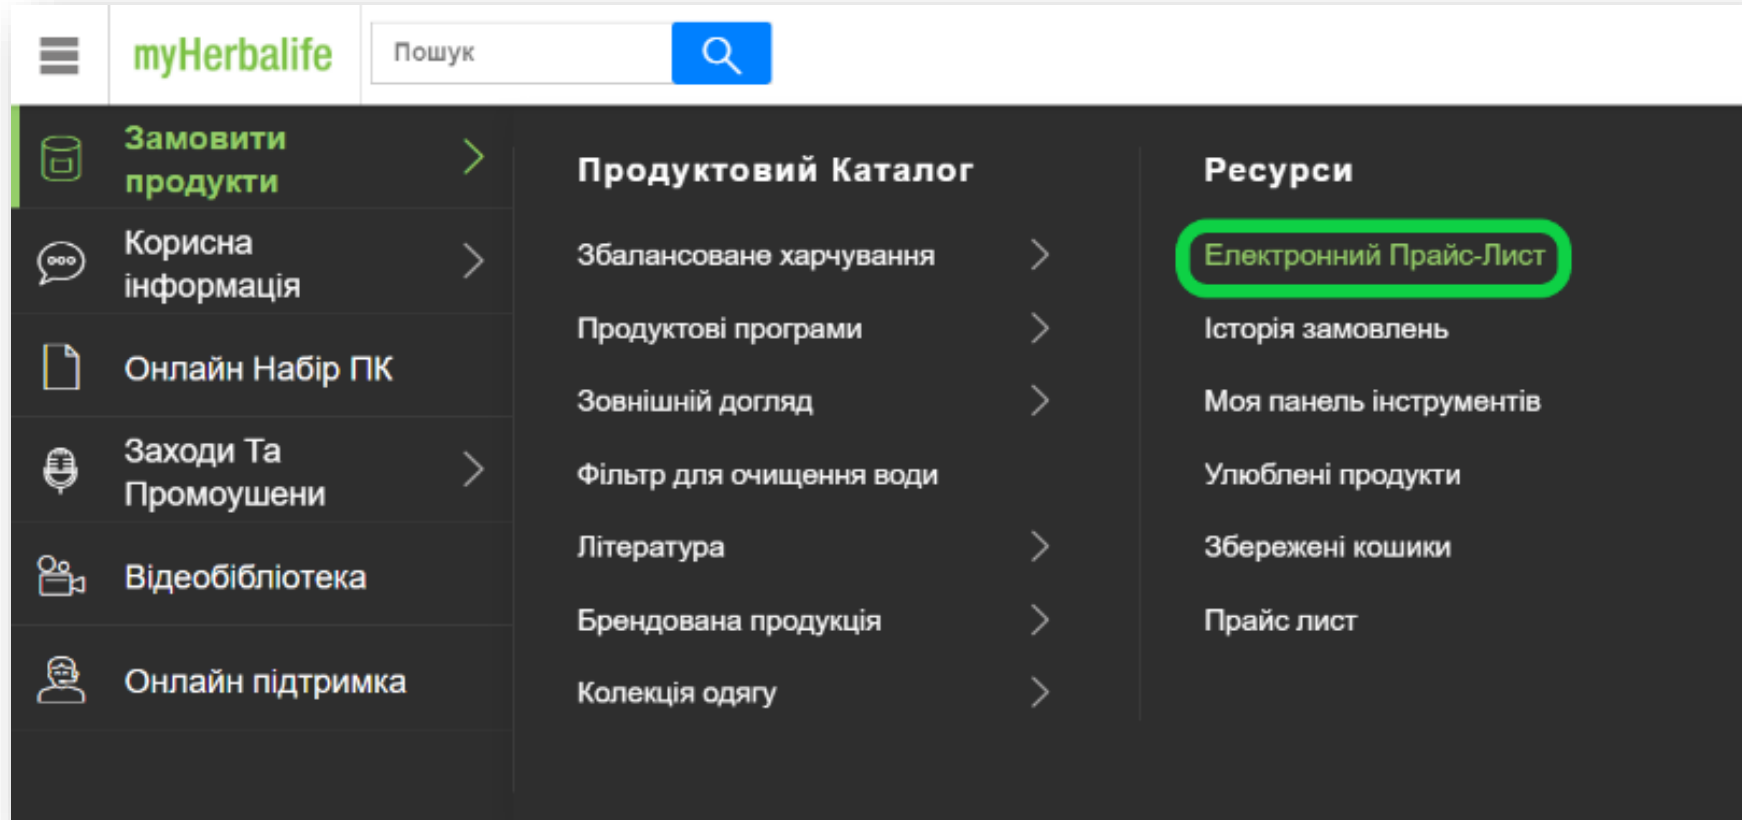 myHerbalife
Пошук
Замовити
продукти
Корисна
інформація
Онлайн Набір ПК
Заходи Та
Промоушени
Відеобібліотека
Онлайн підтримка
Продуктовий Каталог
Збалансоване харчування
Продуктові програми
Зовнішній догляд
Фільтр для очищення води
Література
Брендована продукція
Колекція одягу
Ресурси
Електронний Прайс-Лист
Історія замовлень
Моя панель інструментів
Улюблені продукти
Збережені кошики
Прайс лист